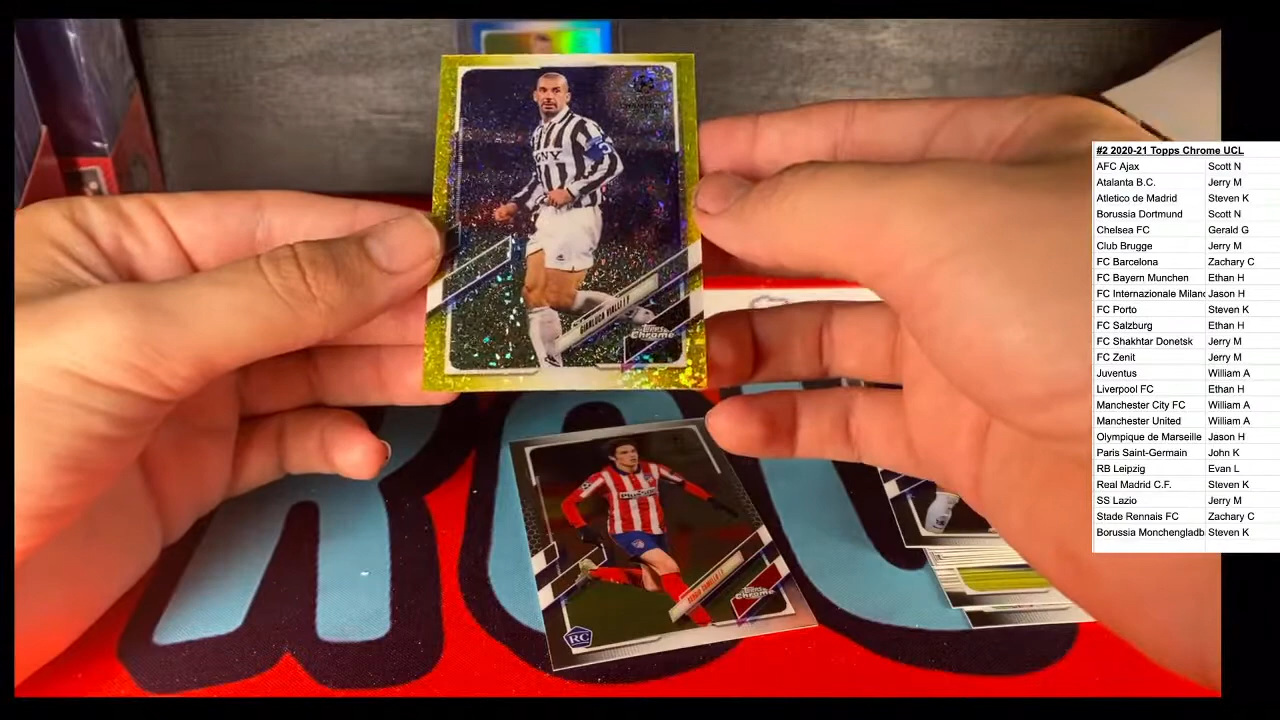 SONY
GIANLUCA VIALLI
Topps
Chrome
Topps
Chrome
RC
#2 2020-21 Topps Chrome UCL
AFC Ajax Scott N
Atalanta B.C. Jerry M
Atletico de Madrid Steven K
Borussia Dortmund Scott N
Chelsea FC Gerald G
Club Brugge Jerry M
FC Barcelona Zachary C
FC Bayern Munchen Ethan H
FC Internazionale Milano Jason H
FC Porto Steven K
FC Salzburg Ethan H
FC Shakhtar Donetsk Jerry M
FC Zenit Jerry M
Juventus William A
Liverpool FC Ethan H
Manchester City FC William A
Manchester United William A
Olympique de Marseille Jason H
Paris Saint-Germain John K
RB Leipzig Evan L
Real Madrid C.F. Steven K
SS Lazio Jerry M
Stade Rennais FC Zachary C
Borussia Monchengladb Steven K